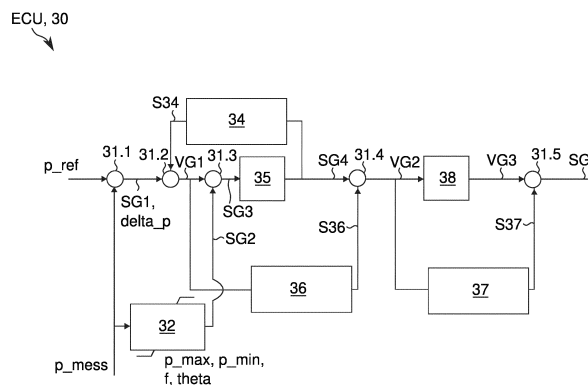 ECU, 30
S34
34
31.1
31.2
VG1
31.3
35
SG4
31.4
VG2
38
VG3
31.5
SG
p_ref
SG1,
delta_p
SG3
SG2
S36
S37
36
37
32
p_mess
p_max, p_min,
f, theta